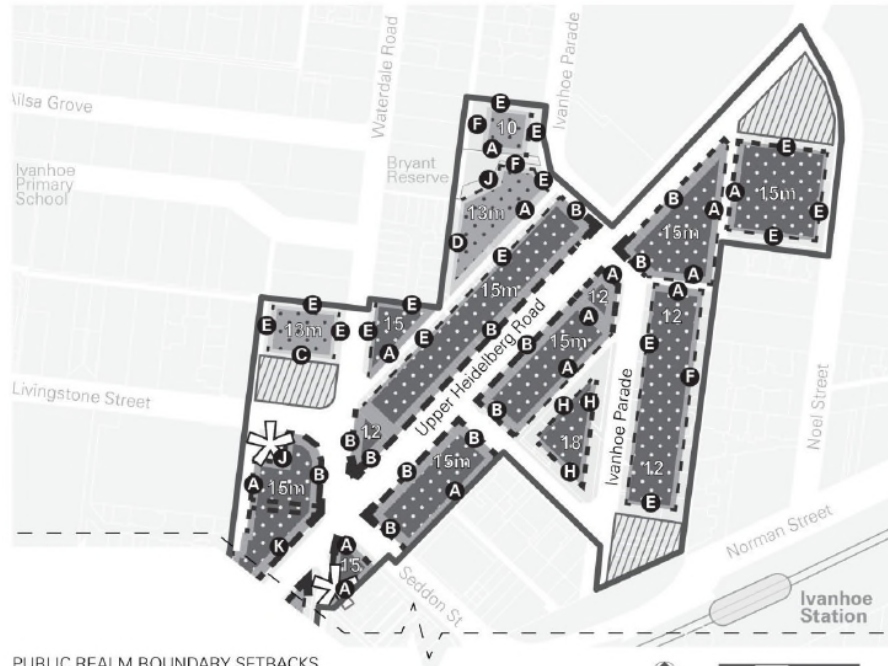 Waterdale Road
Ivanhoe Parade
Ailsa Grove
E
F
10
E
A
F
Bryant
Reserve
Ivanhoe
Primary
School
J
E
13m
A
B
D
E
B
A
A
15m
E
E
E
15m
B
A
E
15m
B
E
E
13m
E
C
E
15
E
A
B
12
A
15m
B
A
B
A
12
E
F
Upper Heidelberg Road
Livingstone Street
12
B
B
B
H
H
18
H
Ivanhoe Parade
Noel Street
J
A
B
15m
K
B
B
15m
A
B
12
E
A
15
A
Seddon St
Norman Street
Ivanhoe
Station
PUBLIC REALM BOUNDARY SETBACKS